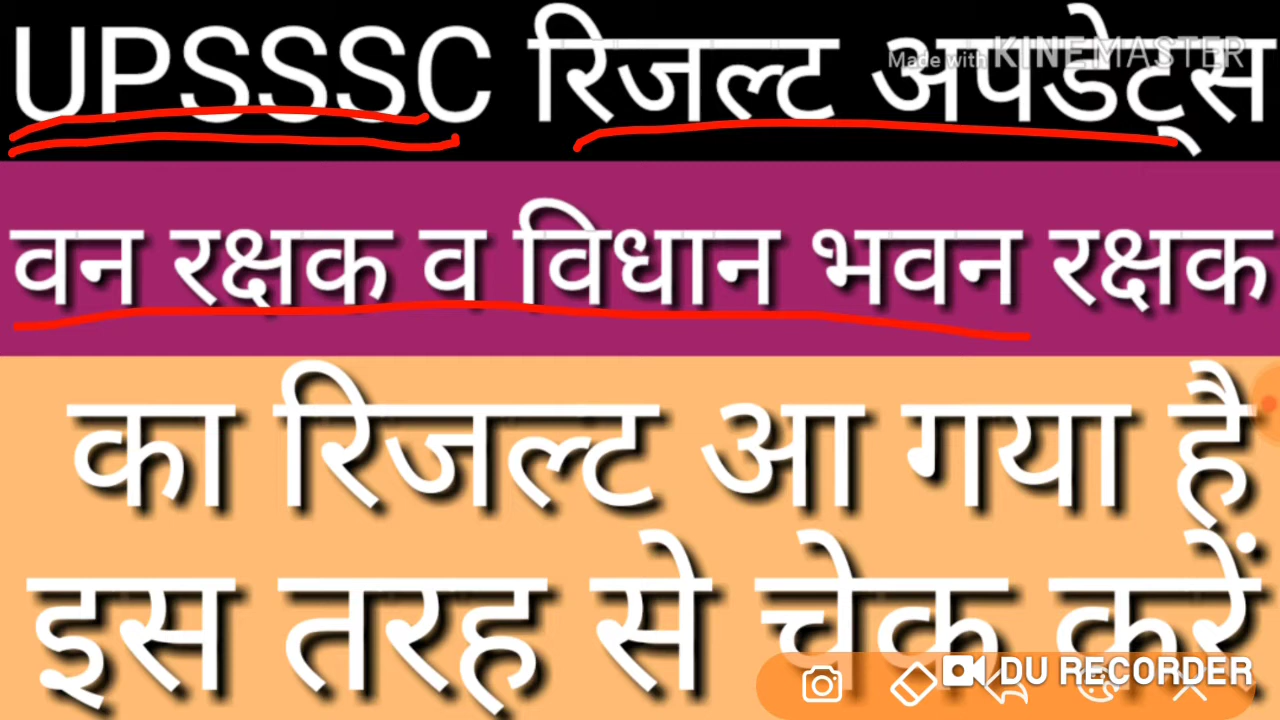 UPSSSC रिजल्ट अपडेट्स
Made with KINEMASTER
वन रक्षक व विधान भवन रक्षक
का रिजल्ट आ गया है
इस तरह से चेक करें
DU RECORDER